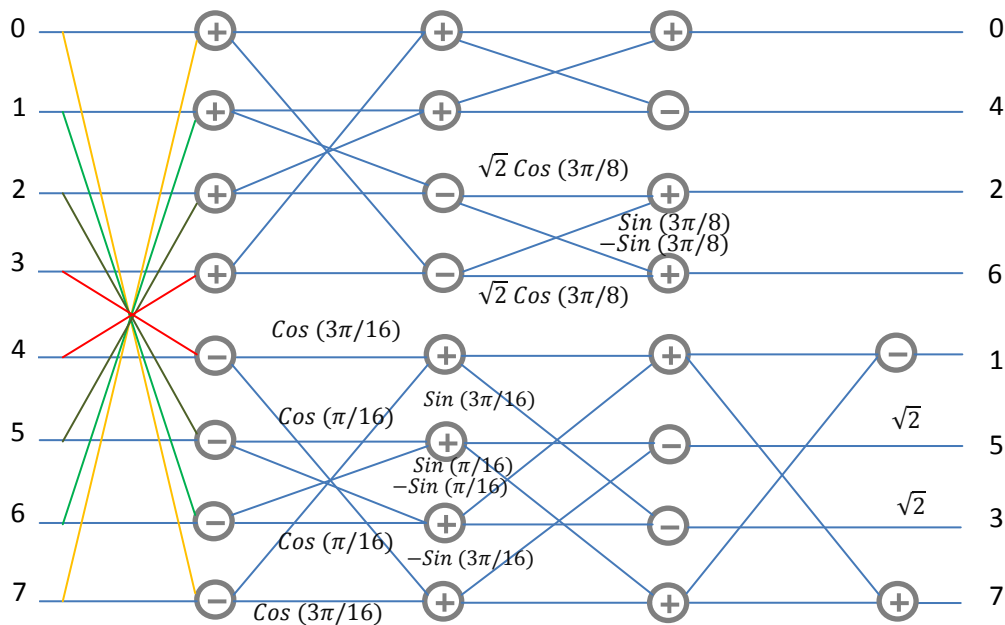 0 + + + 0
1 + + − 4
√2 Cos (3π/8)
2 + − + 2
Sin (3π/8)
−Sin (3π/8)
3 + − + 6
√2 Cos (3π/8)
Cos (3π/16)
4 − + + − 1
Sin (3π/16)
Cos (π/16) √2
5 − + − 5
Sin (π/16)
−Sin (π/16)
√2
6 − + − 3
Cos (π/16)
−Sin (3π/16)
7 − + + + 7
Cos (3π/16)